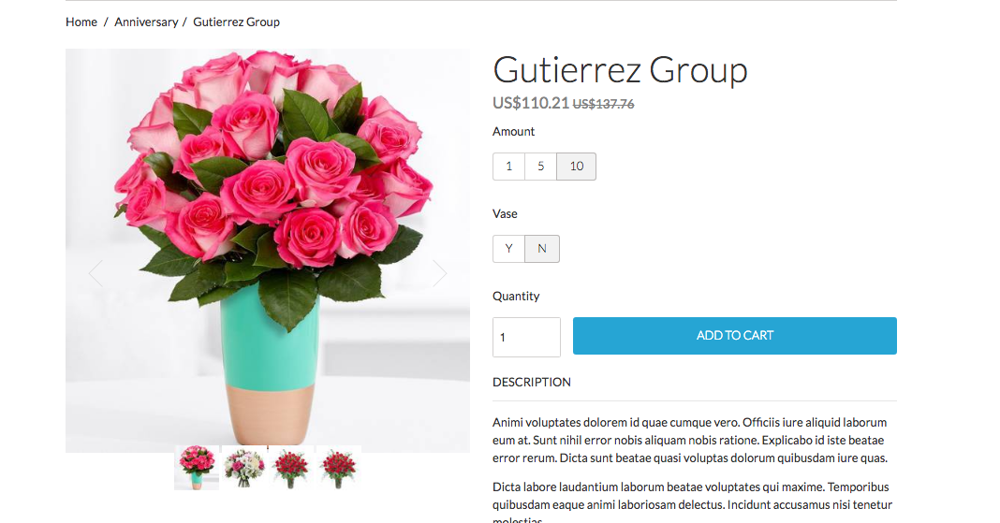 Home / Anniversary / Gutierrez Group
Gutierrez Group
US$110.21 US$137.76
Amount
1 5 10
Vase
Y N
Quantity
1 ADD TO CART
DESCRIPTION
Animi voluptates dolorem id quae cumque vero. Officiis iure aliquid laborum
eum at. Sunt nihil error nobis aliquam nobis ratione. Explicabo id iste beatae
error rerum. Dicta sunt beatae quasi voluptas dolorum quibusdam iure quas.
Dicta labore laudantium laborum beatae voluptates qui maxime. Temporibus
quibusdam eaque animi laboriosam delectus. Incidunt accusamus nisi tenetur
molestias